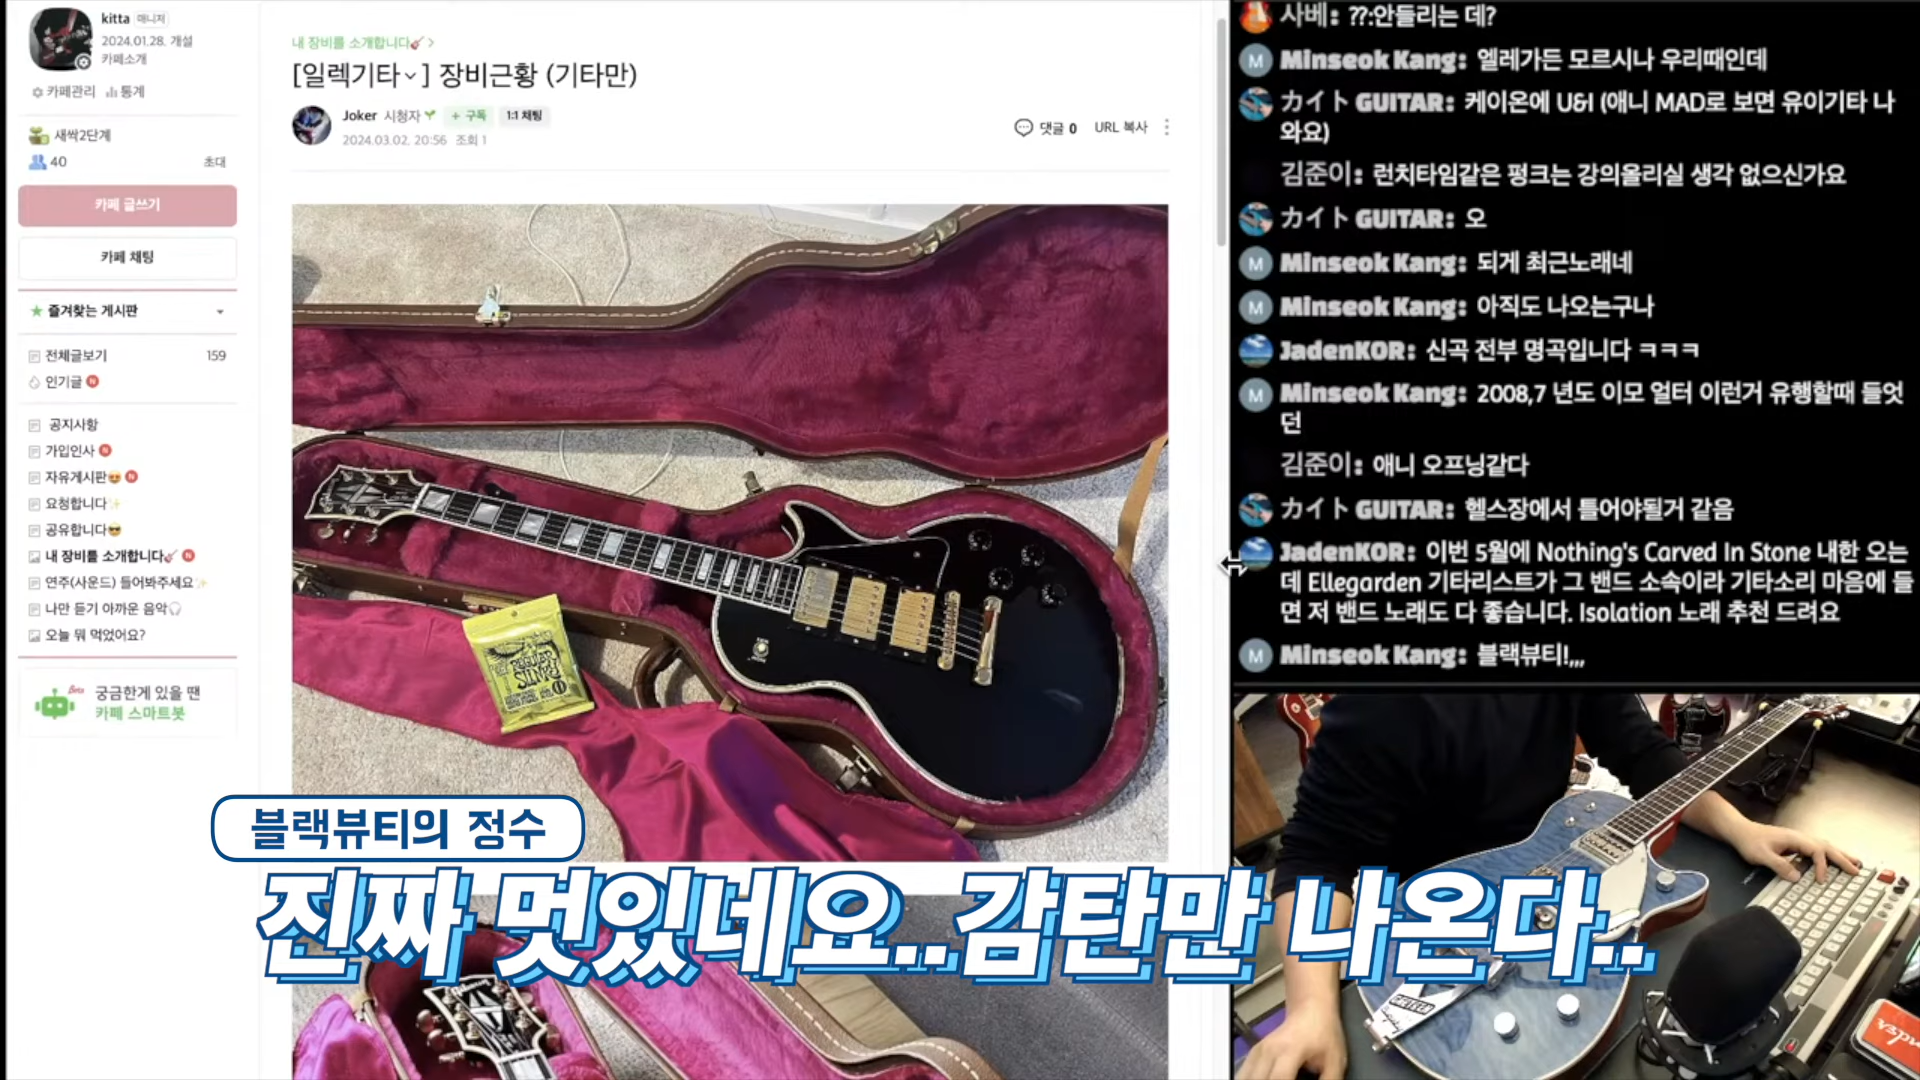 kitta 매니저
2024.01.28. 개설
카페소개
카페관리 통계
새싹2단계
40 초대
카페 글쓰기
카페 채팅
즐겨찾는 게시판
전체글보기 159
인기글 N
공지사항
가입인사 N
자유게시판😍 N
요청합니다✨
공유합니다😎
내 장비를 소개합니다🎸 N
연주(사운드) 들어봐주세요✨
나만 듣기 아까운 음악🎧
오늘 뭐 먹었어요?
Beta
궁금한게 있을 땐
카페 스마트봇
내 장비를 소개합니다🎸 >
[일렉기타] 장비근황 (기타만)
Joker 시청자 + 구독 1:1 채팅
2024.03.02. 20:56 조회 1
댓글 0 URL 복사
REGULAR
SLINKY
Gibson
블랙뷰티의 정수
진짜 멋있네요..감탄만 나온다..
사베: ??:안들리는 데?
M Minseok Kang: 엘레가든 모르시나 우리때인데
カイト GUITAR: 케이온에 U&I (애니 MAD로 보면 유이기타 나
와요)
김준이: 런치타임같은 펑크는 강의올리실 생각 없으신가요
カイト GUITAR: 오
M Minseok Kang: 되게 최근노래네
M Minseok Kang: 아직도 나오는구나
JadenKOR: 신곡 전부 명곡입니다 ㅋㅋㅋ
M Minseok Kang: 2008,7 년도 이모 얼터 이런거 유행할때 들엇
던
김준이: 애니 오프닝같다
カイト GUITAR: 헬스장에서 틀어야될거 같음
JadenKOR: 이번 5월에 Nothing's Carved In Stone 내한 오는
데 Ellegarden 기타리스트가 그 밴드 소속이라 기타소리 마음에 들
면 저 밴드 노래도 다 좋습니다. Isolation 노래 추천 드려요
M Minseok Kang: 블랙뷰티!,,,